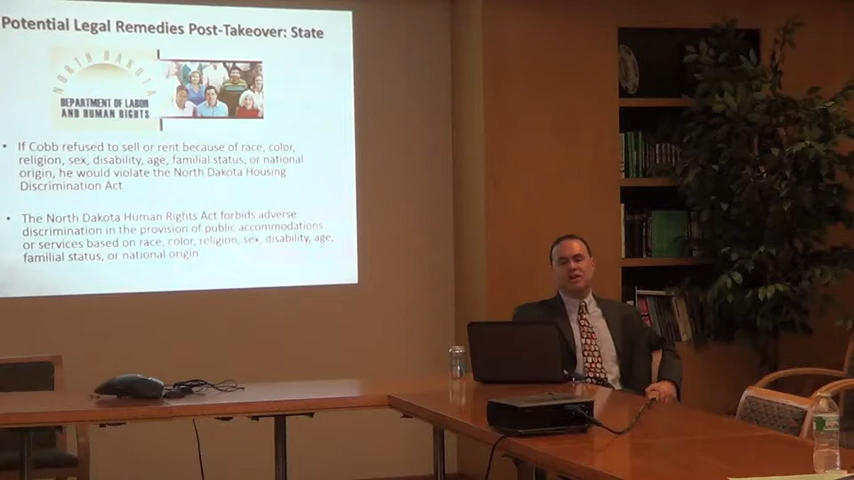 Potential Legal Remedies Post-Takeover: State
NORTH DAKOTA
DEPARTMENT OF LABOR
AND HUMAN RIGHTS
• If Cobb refused to sell or rent because of race, color,
religion, sex, disability, age, familial status, or national
origin, he would violate the North Dakota Housing
Discrimination Act
• The North Dakota Human Rights Act forbids adverse
discrimination in the provision of public accommodations
or services based on race, color, religion, sex, disability, age,
familial status, or national origin